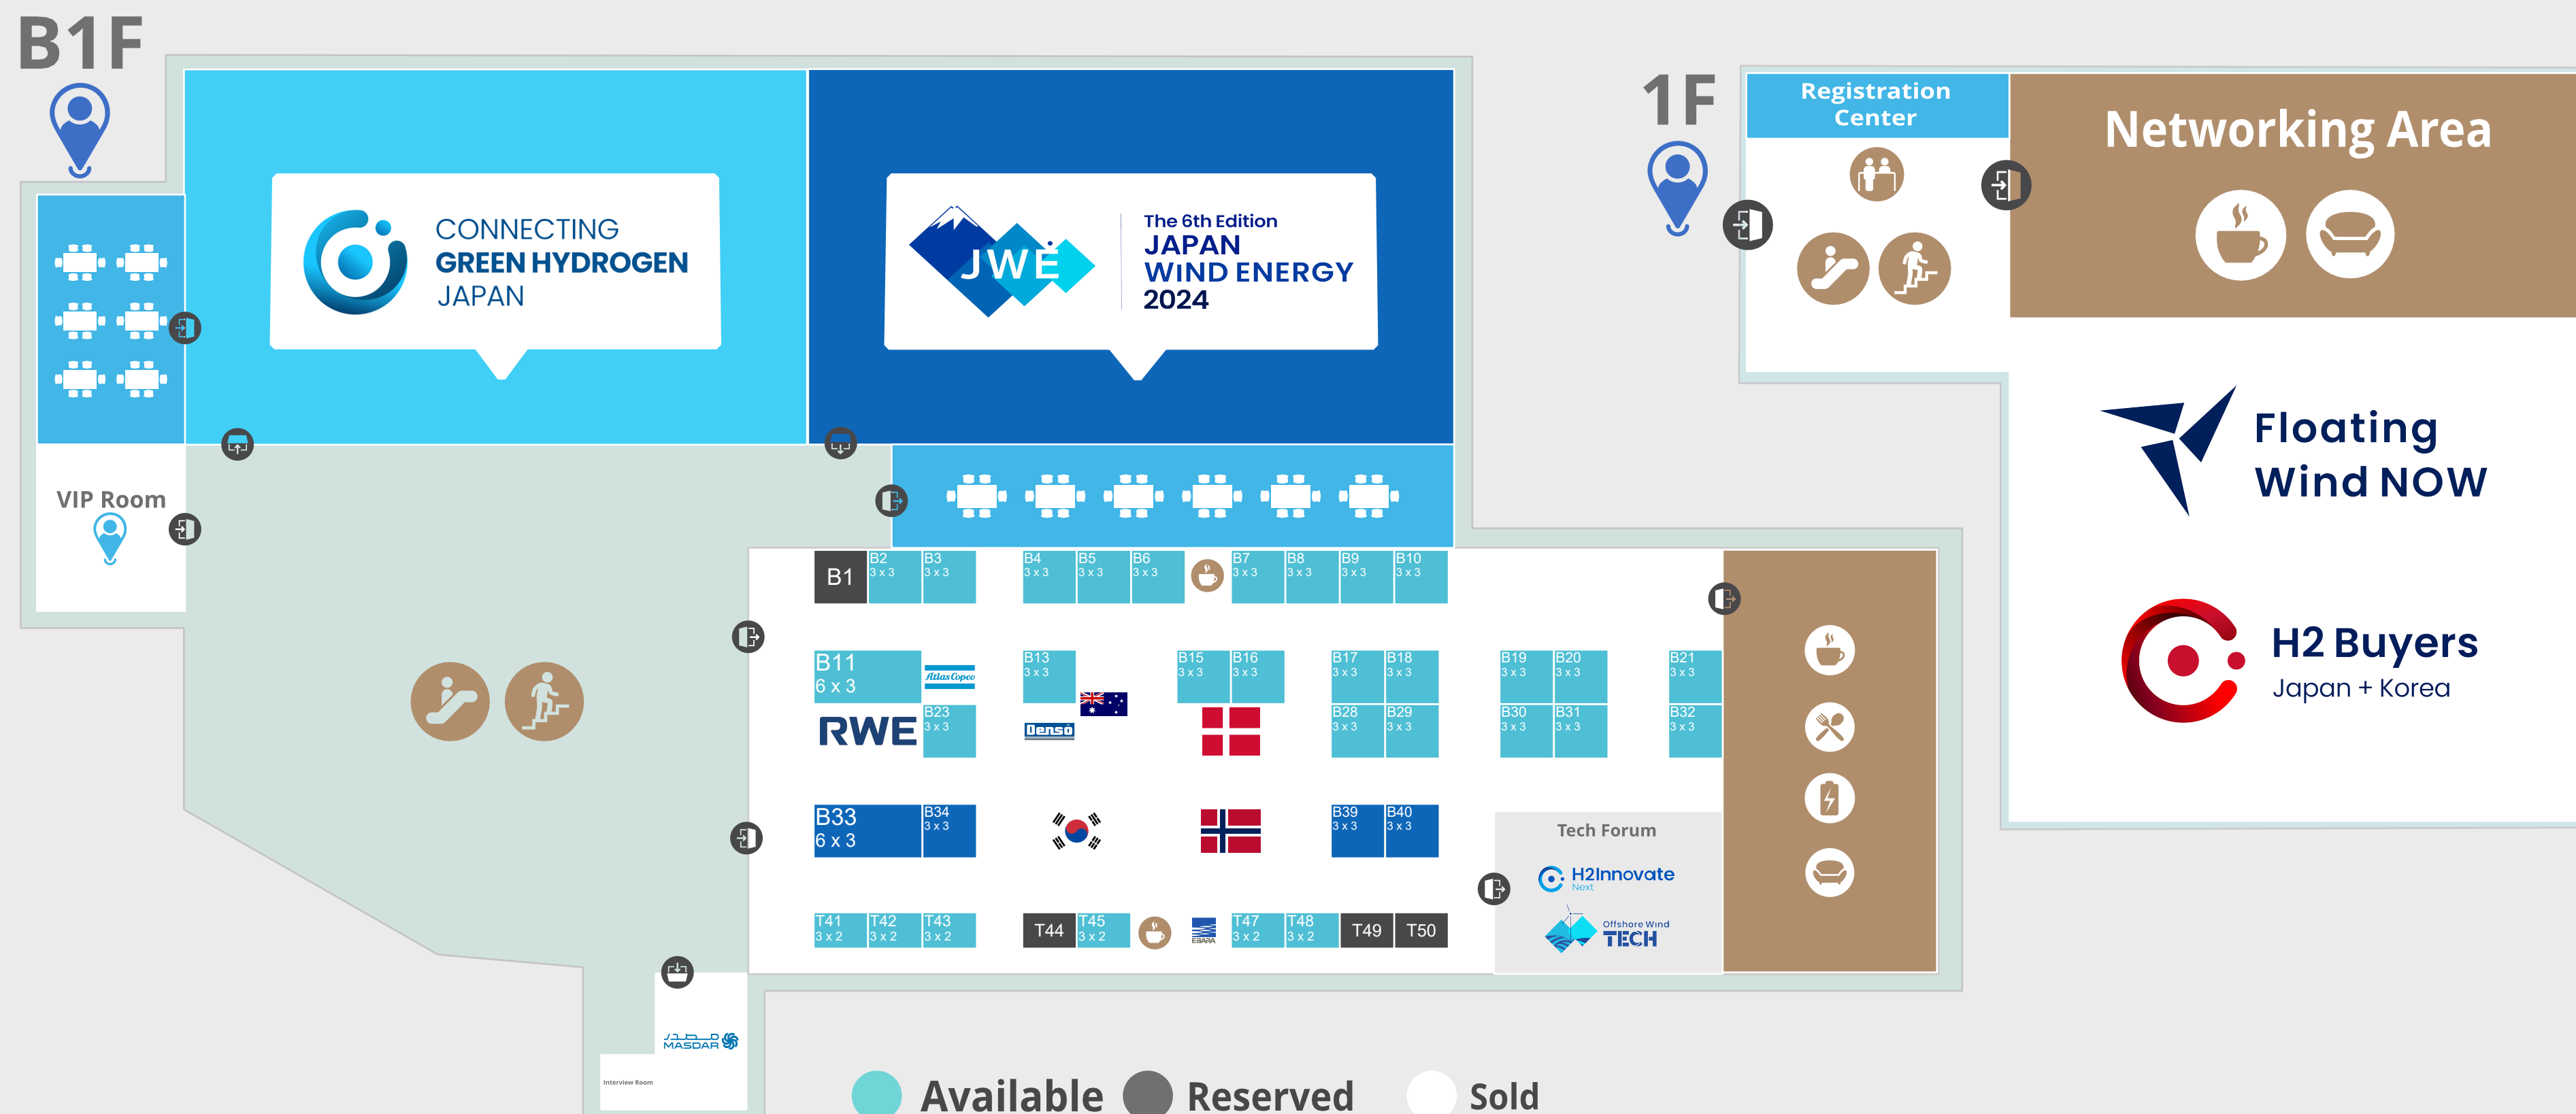 B1F
CONNECTING
GREEN HYDROGEN
JAPAN
JWE
The 6th Edition
JAPAN
WIND ENERGY
2024
1F
Registration
Center
Networking Area
Floating
Wind NOW
H2 Buyers
Japan + Korea
VIP Room
B1
B2
3 x 3
B3
3 x 3
B4
3 x 3
B5
3 x 3
B6
3 x 3
B7
3 x 3
B8
3 x 3
B9
3 x 3
B10
3 x 3
B11
6 x 3
Atlas Copco
B13
3 x 3
B15
3 x 3
B16
3 x 3
B17
3 x 3
B18
3 x 3
B19
3 x 3
B20
3 x 3
B21
3 x 3
RWE
B23
3 x 3
DENSO
B28
3 x 3
B29
3 x 3
B30
3 x 3
B31
3 x 3
B32
3 x 3
B33
6 x 3
B34
3 x 3
B39
3 x 3
B40
3 x 3
Tech Forum
H2Innovate
Next
Offshore Wind
TECH
T41
3 x 2
T42
3 x 2
T43
3 x 2
T44
T45
3 x 2
EBARA
T47
3 x 2
T48
3 x 2
T49
T50
مصدر
MASDAR
Interview Room
Available
Reserved
Sold